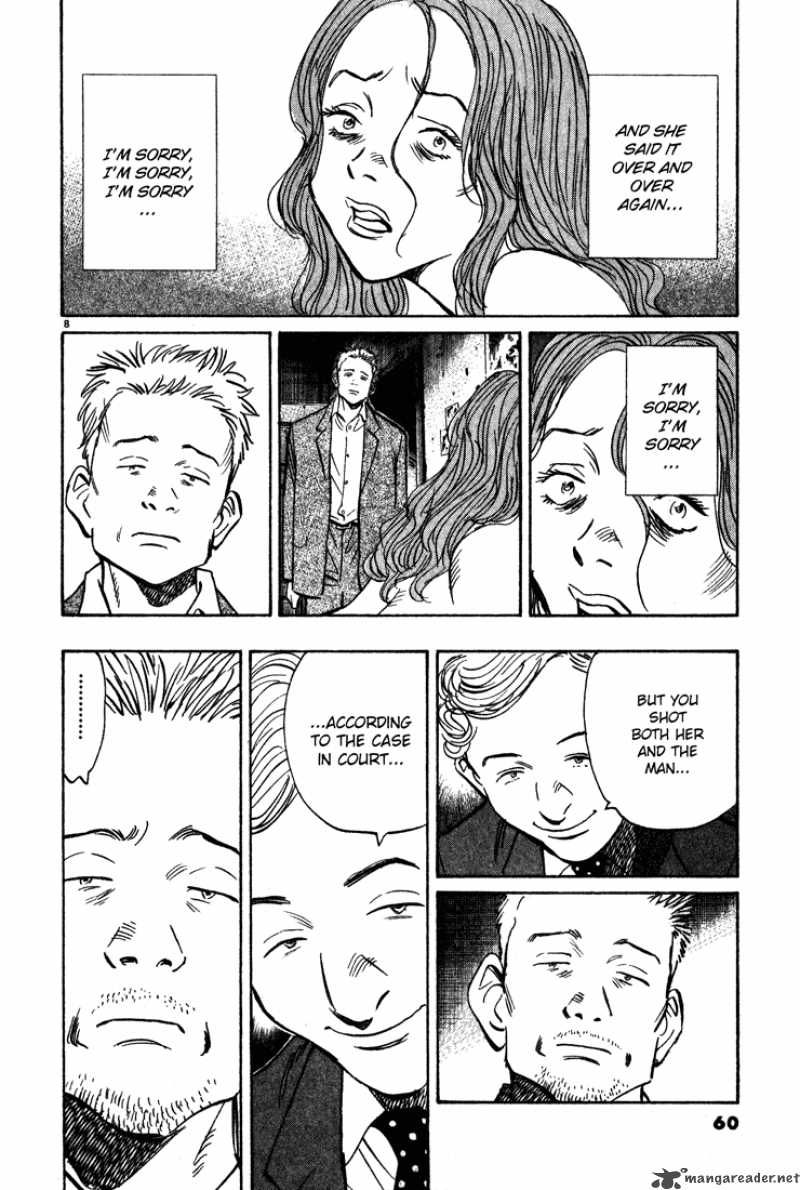 AND SHE
SAID IT
OVER AND
OVER
AGAIN...
I'M SORRY,
I'M SORRY,
I'M SORRY
...
8
I'M
SORRY,
I'M
SORRY
...
BUT YOU
SHOT
BOTH HER
AND THE
MAN...
...ACCORDING
TO THE CASE
IN COURT...
..........
60
mangareader.net